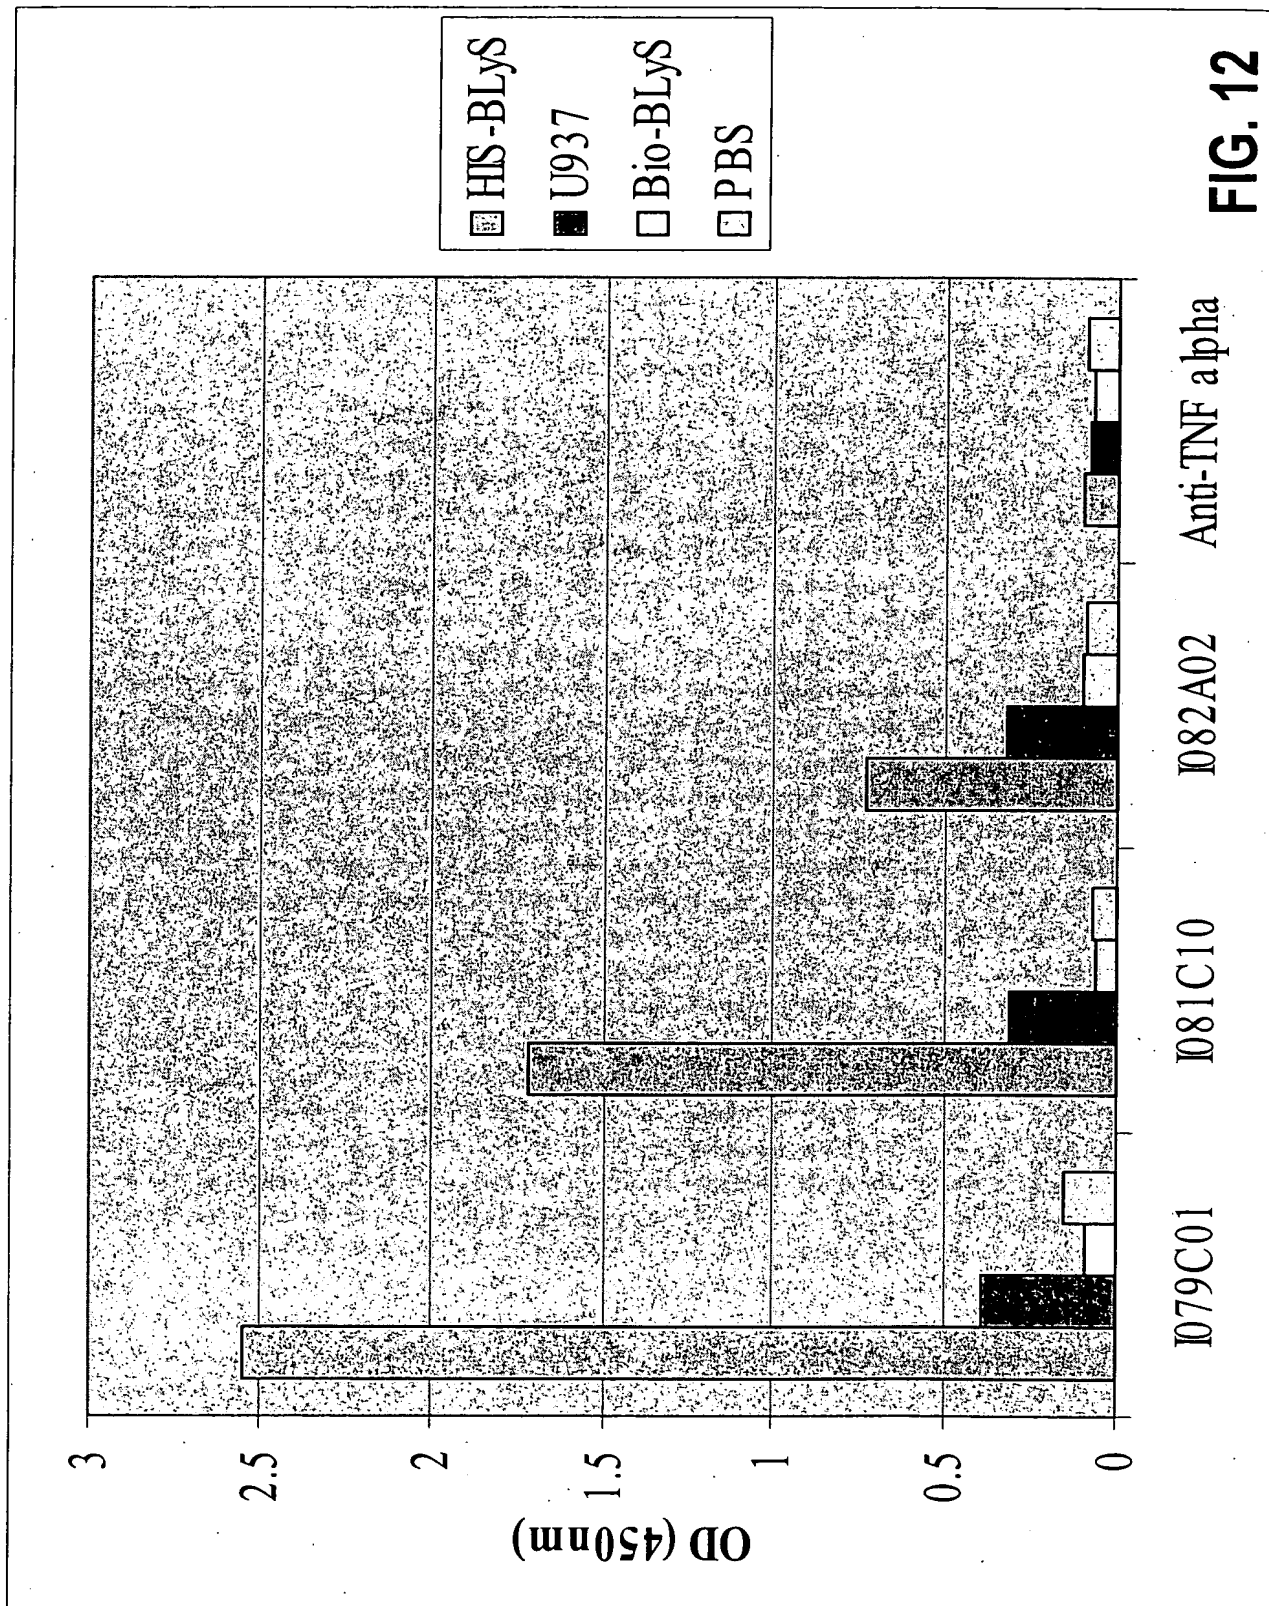 OD (450nm)
3
2.5
2
1.5
1
0.5
0
I079C01
I081C10
I082A02
Anti-TNF alpha
HIS-BLyS
U937
Bio-BLyS
PBS
FIG. 12